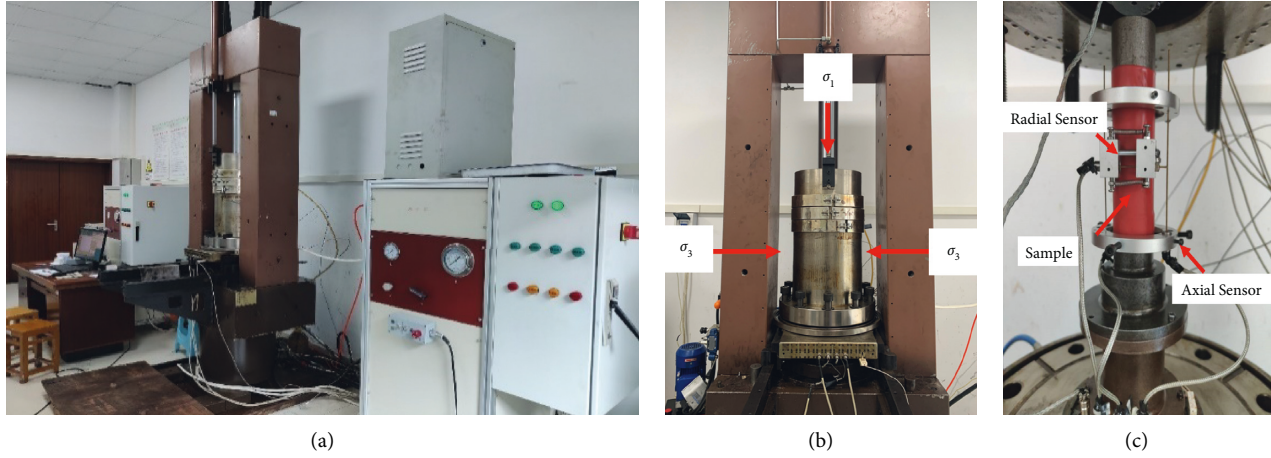 σ1
σ3
σ3
Radial Sensor
Sample
Axial Sensor
(a)
(b)
(c)